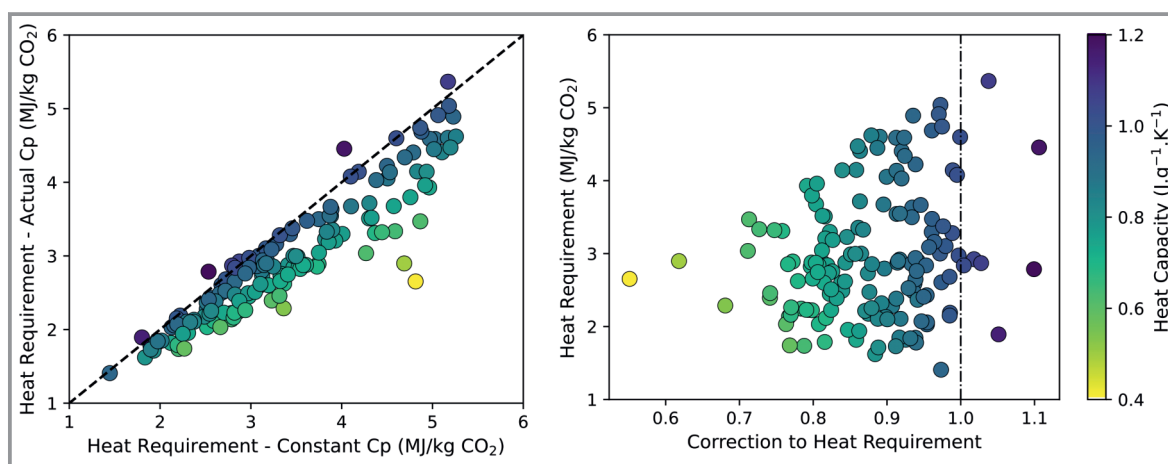 Heat Requirement - Actual Cp (MJ/kg CO₂)
6
5
4
3
2
1
1 2 3 4 5 6
Heat Requirement - Constant Cp (MJ/kg CO₂)
Heat Requirement (MJ/kg CO₂)
6
5
4
3
2
1
0.6 0.7 0.8 0.9 1.0 1.1
Correction to Heat Requirement
1.2
1.0
0.8
0.6
0.4
Heat Capacity (J.g⁻¹.K⁻¹)